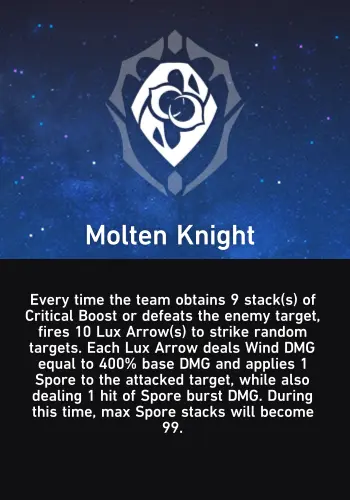 Molten Knight
Every time the team obtains 9 stack(s) of
Critical Boost or defeats the enemy target,
fires 10 Lux Arrow(s) to strike random
targets. Each Lux Arrow deals Wind DMG
equal to 400% base DMG and applies 1
Spore to the attacked target, while also
dealing 1 hit of Spore burst DMG. During
this time, max Spore stacks will become
99.